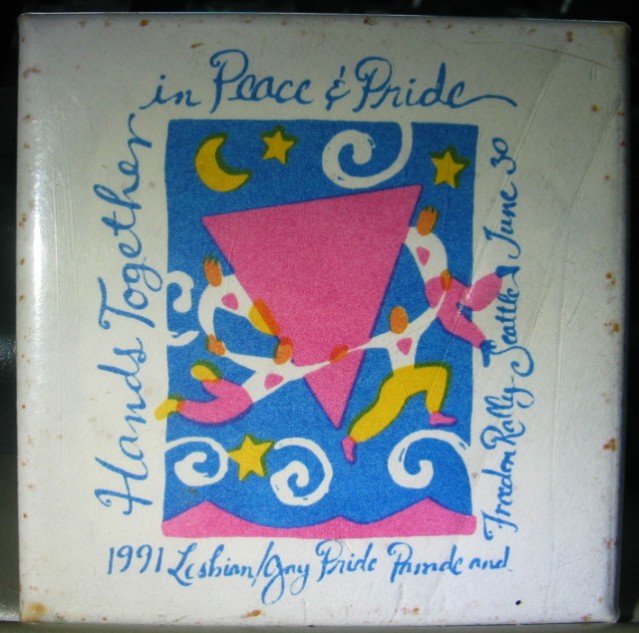 Hands Together
in Peace & Pride
1991 Lesbian/Gay Pride Parade and
Freedom Rally Seattle June 30